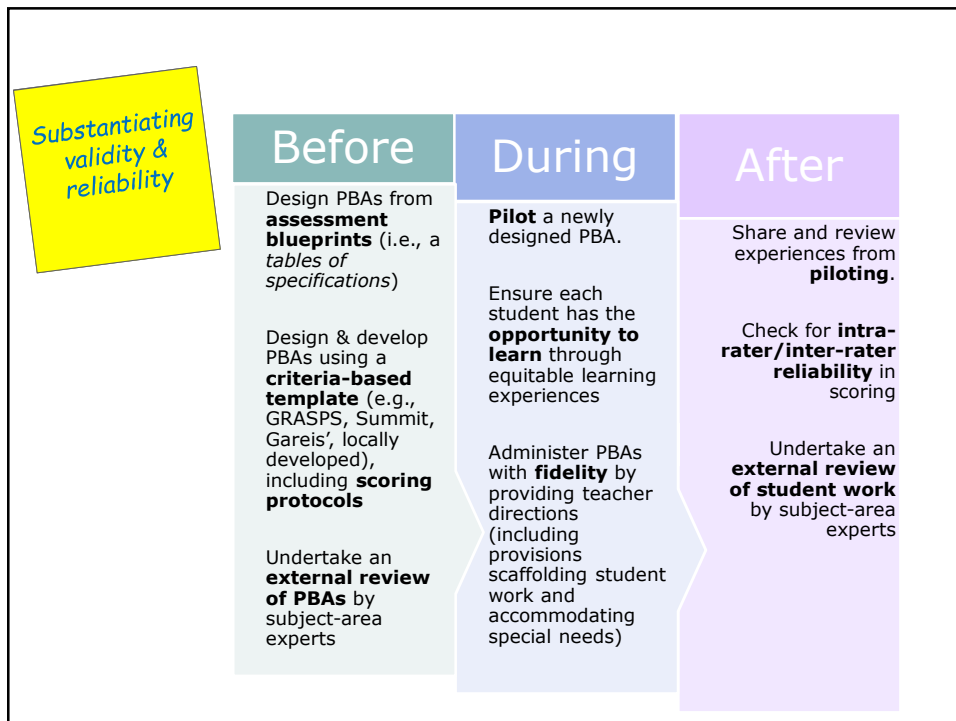 Substantiating
validity &
reliability
Before
Design PBAs from
assessment
blueprints (i.e., a
tables of
specifications)
Design & develop
PBAs using a
criteria-based
template (e.g.,
GRASPS, Summit,
Gareis’, locally
developed),
including scoring
protocols
Undertake an
external review
of PBAs by
subject-area
experts
During
Pilot a newly
designed PBA.
Ensure each
student has the
opportunity to
learn through
equitable learning
experiences
Administer PBAs
with fidelity by
providing teacher
directions
(including
provisions
scaffolding student
work and
accommodating
special needs)
After
Share and review
experiences from
piloting.
Check for intra-
rater/inter-rater
reliability in
scoring
Undertake an
external review
of student work
by subject-area
experts